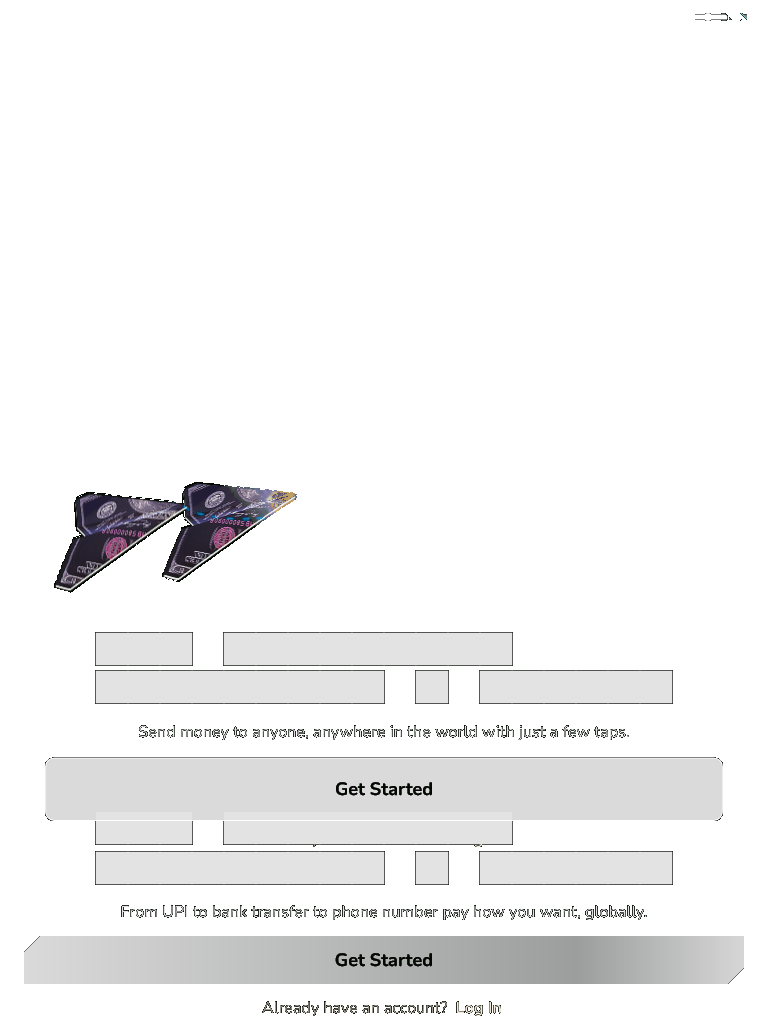 Send money to anyone, anywhere in the world with just a few taps.
Get Started
From UPI to bank transfer to phone number pay how you want, globally.
Get Started
Already have an account? Log In